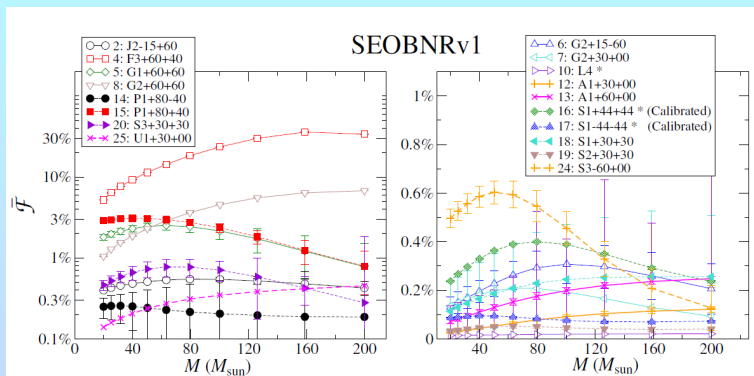 SEOBNRv1
2: J2-15+60
4: F3+60+40
5: G1+60+60
8: G2+60+60
14: P1+80-40
15: P1+80+40
20: S3+30+30
25: U1+30+00
30%
10%
3%
1%
0.3%
0.1%
F̄
40 80 120 160 200
M (Msun)
6: G2+15-60
7: G2+30+00
10: L4 *
12: A1+30+00
13: A1+60+00
16: S1+44+44 * (Calibrated)
17: S1-44-44 * (Calibrated)
18: S1+30+30
19: S2+30+30
24: S3-60+00
1%
0.8%
0.6%
0.4%
0.2%
0
40 80 120 160 200
M (Msun)